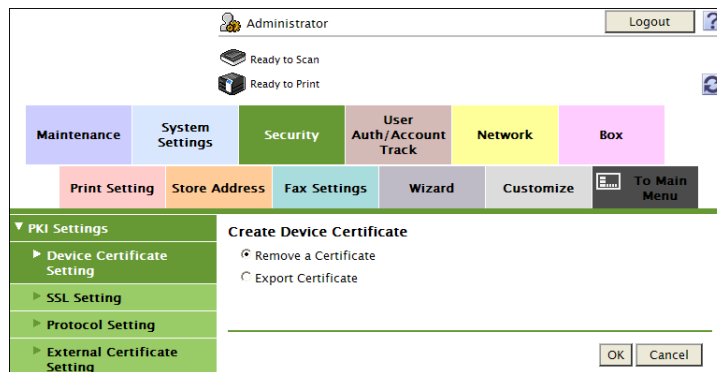 Administrator
Logout
?
Ready to Scan
Ready to Print
Maintenance
System
Settings
Security
User
Auth/Account
Track
Network
Box
Print Setting
Store Address
Fax Settings
Wizard
Customize
To Main
Menu
PKI Settings
Device Certificate
Setting
SSL Setting
Protocol Setting
External Certificate
Setting
Create Device Certificate
Remove a Certificate
Export Certificate
OK
Cancel